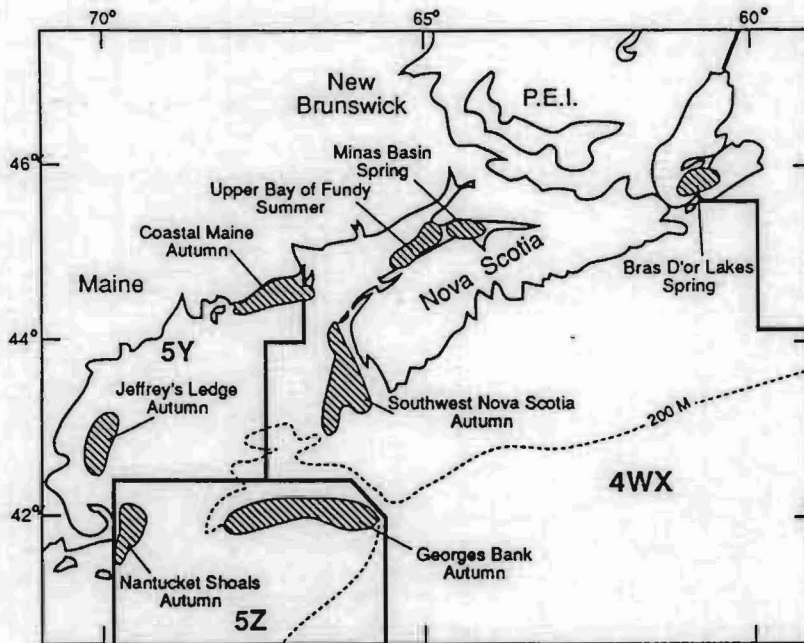 70°
65°
60°
New
Brunswick
P.E.I.
46°
Minas Basin
Spring
Upper Bay of Fundy
Summer
Coastal Maine
Autumn
Nova Scotia
Bras D'or Lakes
Spring
Maine
44°
5Y
Jeffrey's Ledge
Autumn
Southwest Nova Scotia
Autumn
200 M
4WX
42°
Georges Bank
Autumn
Nantucket Shoals
Autumn
5Z